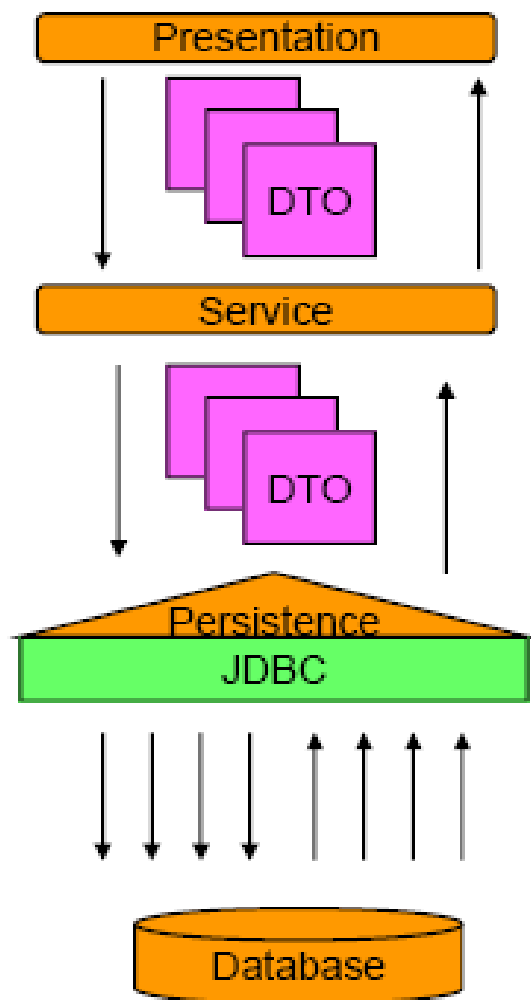 Presentation
DTO
Service
DTO
Persistence
JDBC
Database